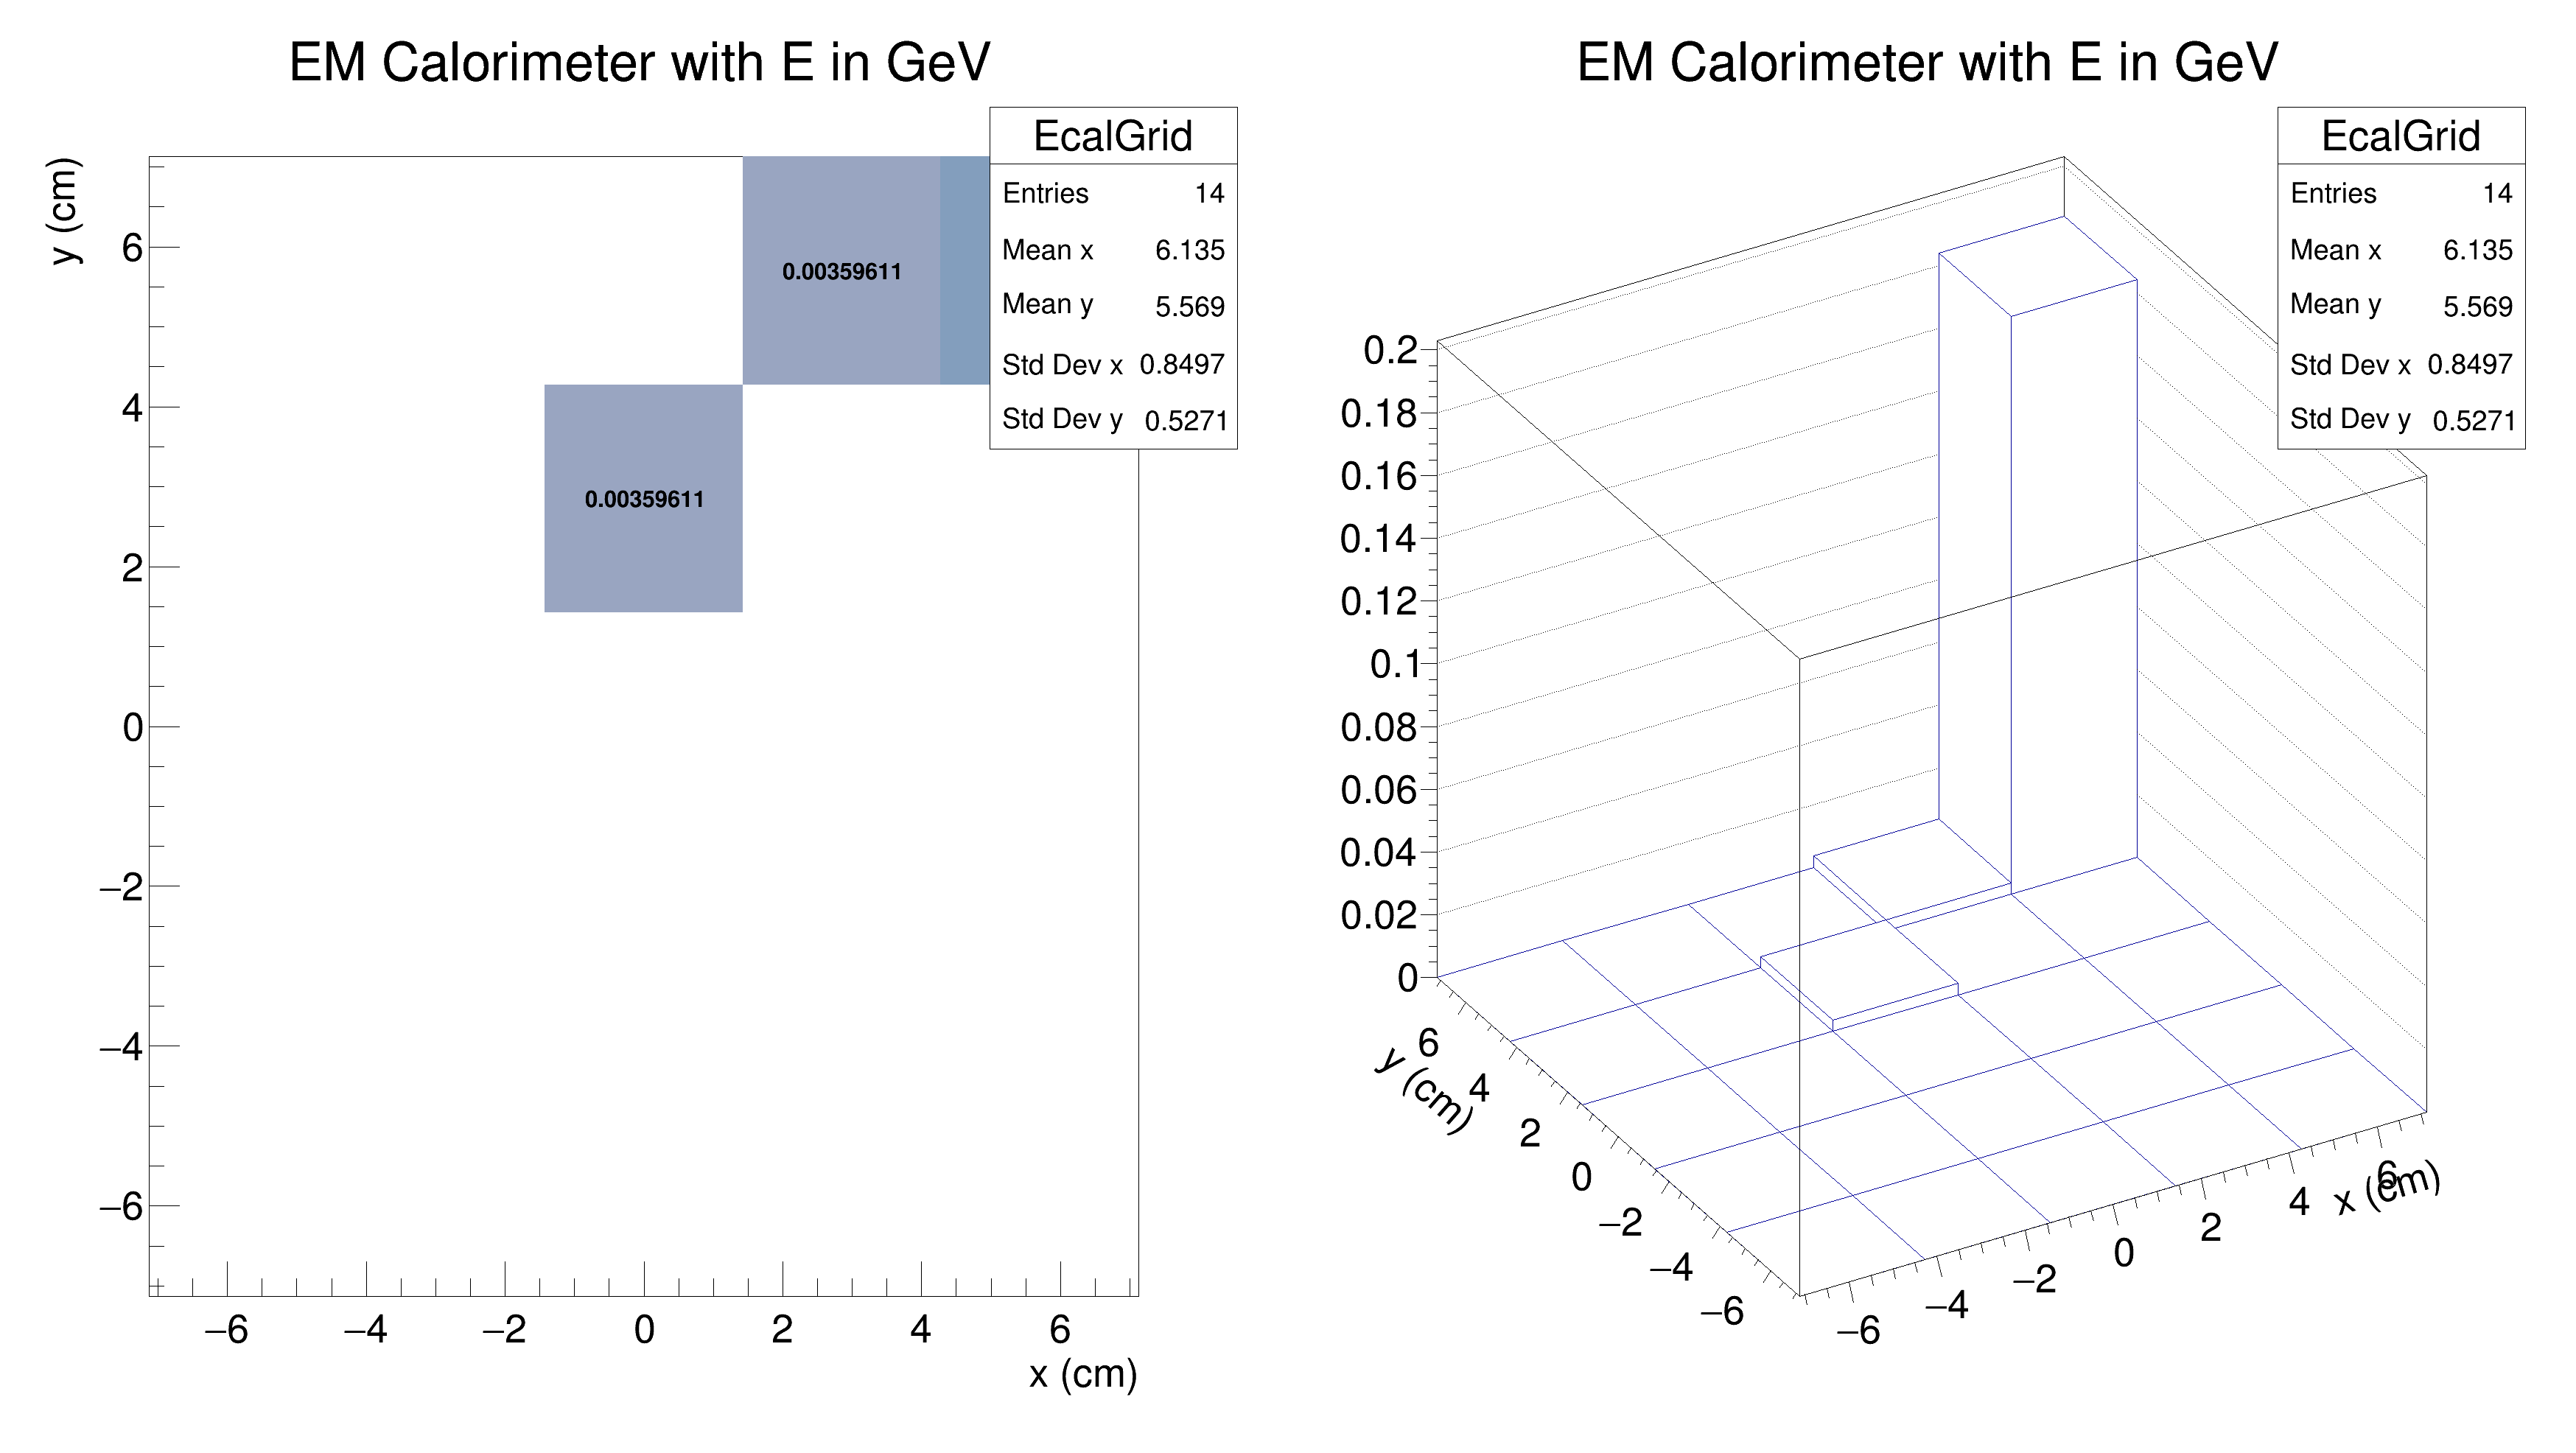 EM Calorimeter with E in GeV
EcalGrid
Entries 14
Mean x 6.135
Mean y 5.569
Std Dev x 0.8497
Std Dev y 0.5271
y (cm)
6
4
2
0
−2
−4
−6
0.00359611
0.00359611
−6 −4 −2 0 2 4 6
x (cm)
EM Calorimeter with E in GeV
EcalGrid
Entries 14
Mean x 6.135
Mean y 5.569
Std Dev x 0.8497
Std Dev y 0.5271
0.2
0.18
0.16
0.14
0.12
0.1
0.08
0.06
0.04
0.02
0
y (cm)
6
4
2
0
−2
−4
−6
−6 −4 −2 0 2 4 6
x (cm)